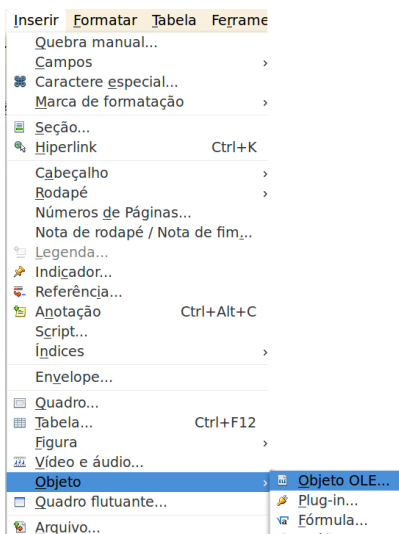 Inserir Formatar Tabela Ferrame
Quebra manual...
Campos
Caractere especial...
Marca de formatação
Seção...
Hiperlink Ctrl+K
Cabeçalho
Rodapé
Números de Páginas...
Nota de rodapé / Nota de fim...
Legenda...
Indicador...
Referência...
Anotação Ctrl+Alt+C
Script...
Índices
Envelope...
Quadro...
Tabela... Ctrl+F12
Figura
Vídeo e áudio...
Objeto Objeto OLE...
Quadro flutuante... Plug-in...
Fórmula...
Arquivo...